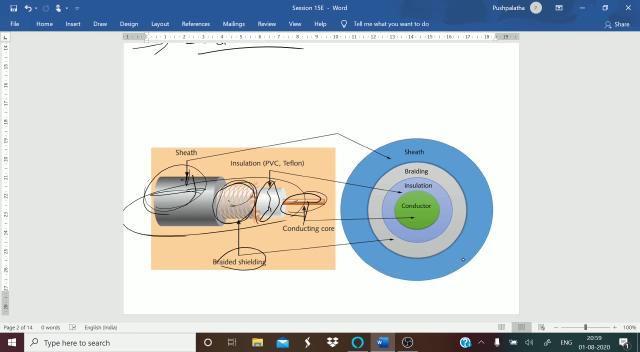 Session 15E - Word
Pushpalatha
P
File Home Insert Draw Design Layout References Mailings Review View Help Tell me what you want to do Share
Sheath
Insulation (PVC, Teflon)
Conducting core
Braided shielding
Sheath
Braiding
Insulation
Conductor
Page 2 of 14 0 words English (India) 100%
Type here to search
ENG 20:59
01-08-2020